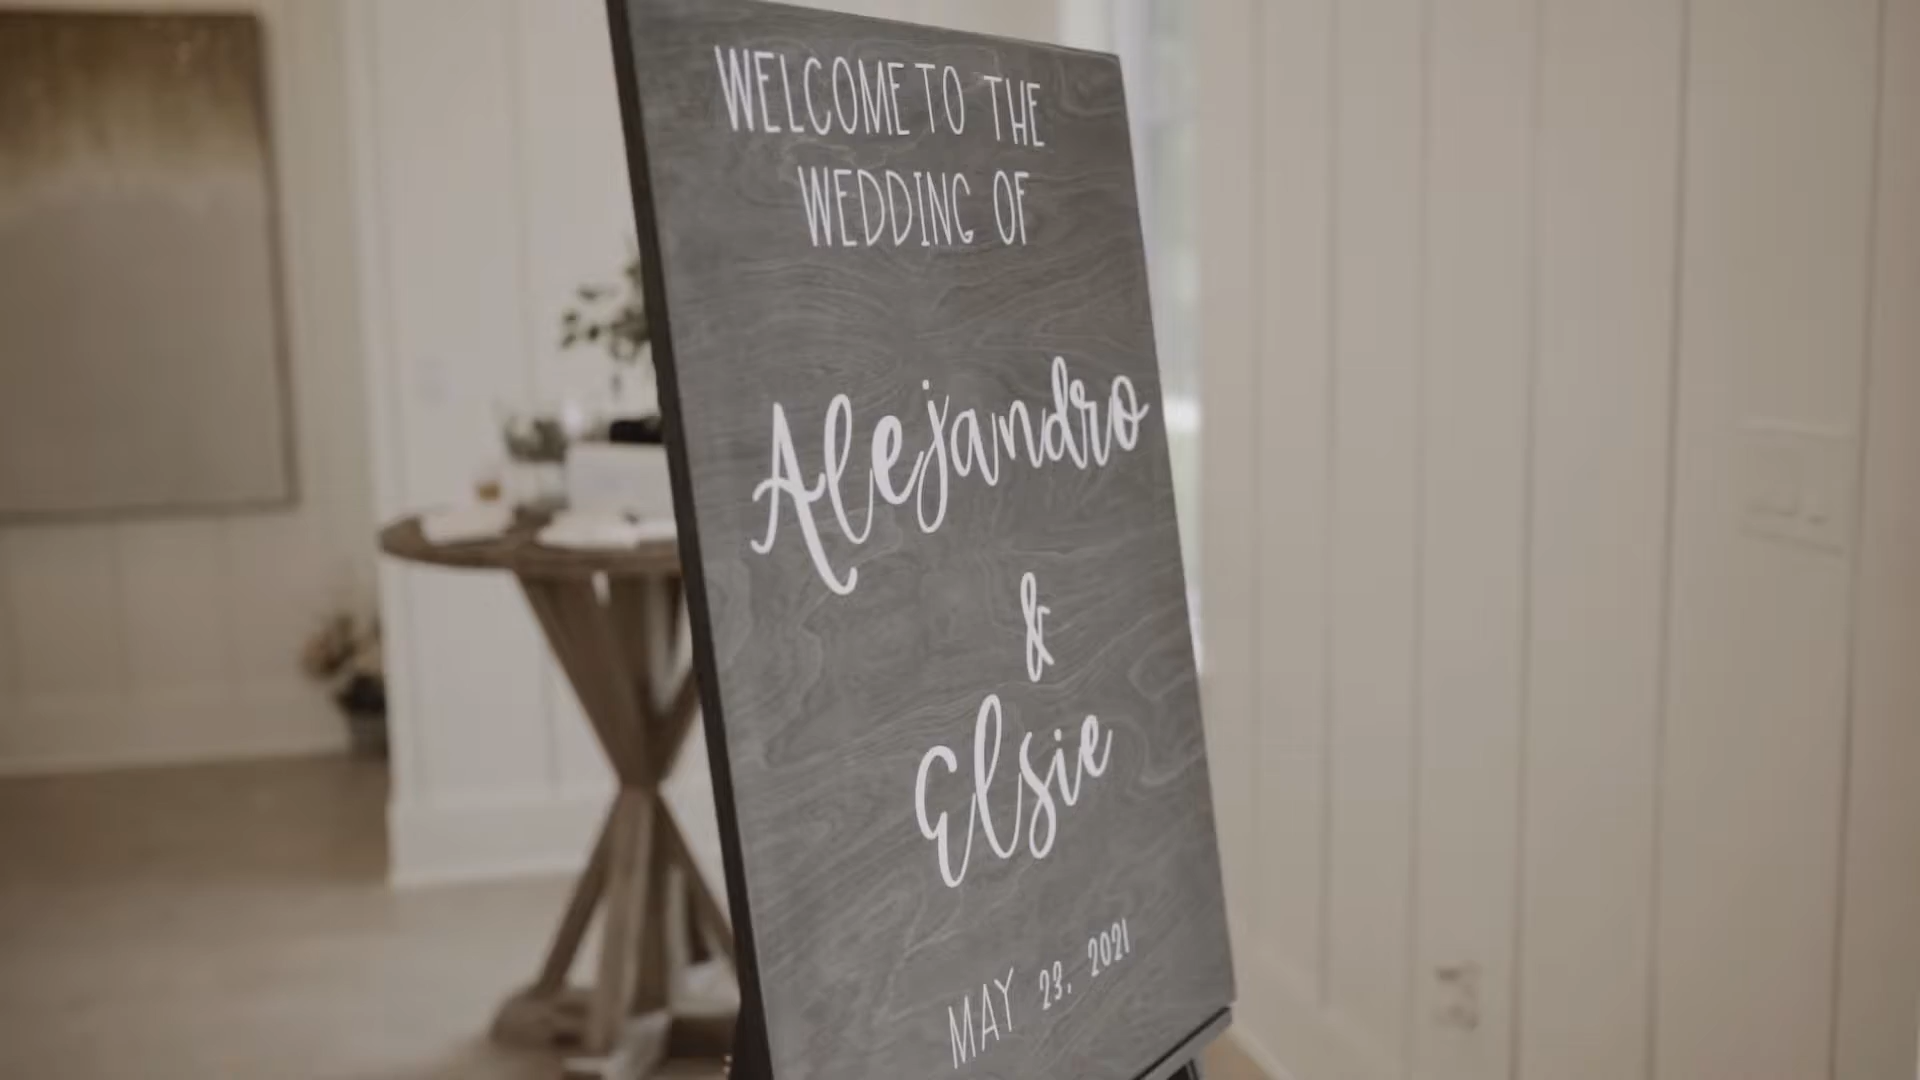 WELCOME TO THE
WEDDING OF
Alejandro
&
Elsie
MAY 23, 2021